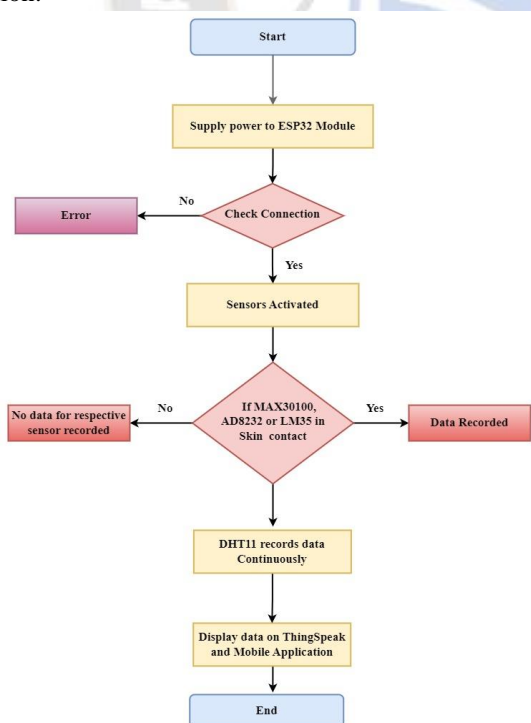 Start
Supply power to ESP32 Module
No
Check Connection
Error
Yes
Sensors Activated
If MAX30100,
AD8232 or LM35 in
Skin contact
No
No data for respective
sensor recorded
Yes
Data Recorded
DHT11 records data
Continuously
Display data on ThingSpeak
and Mobile Application
End